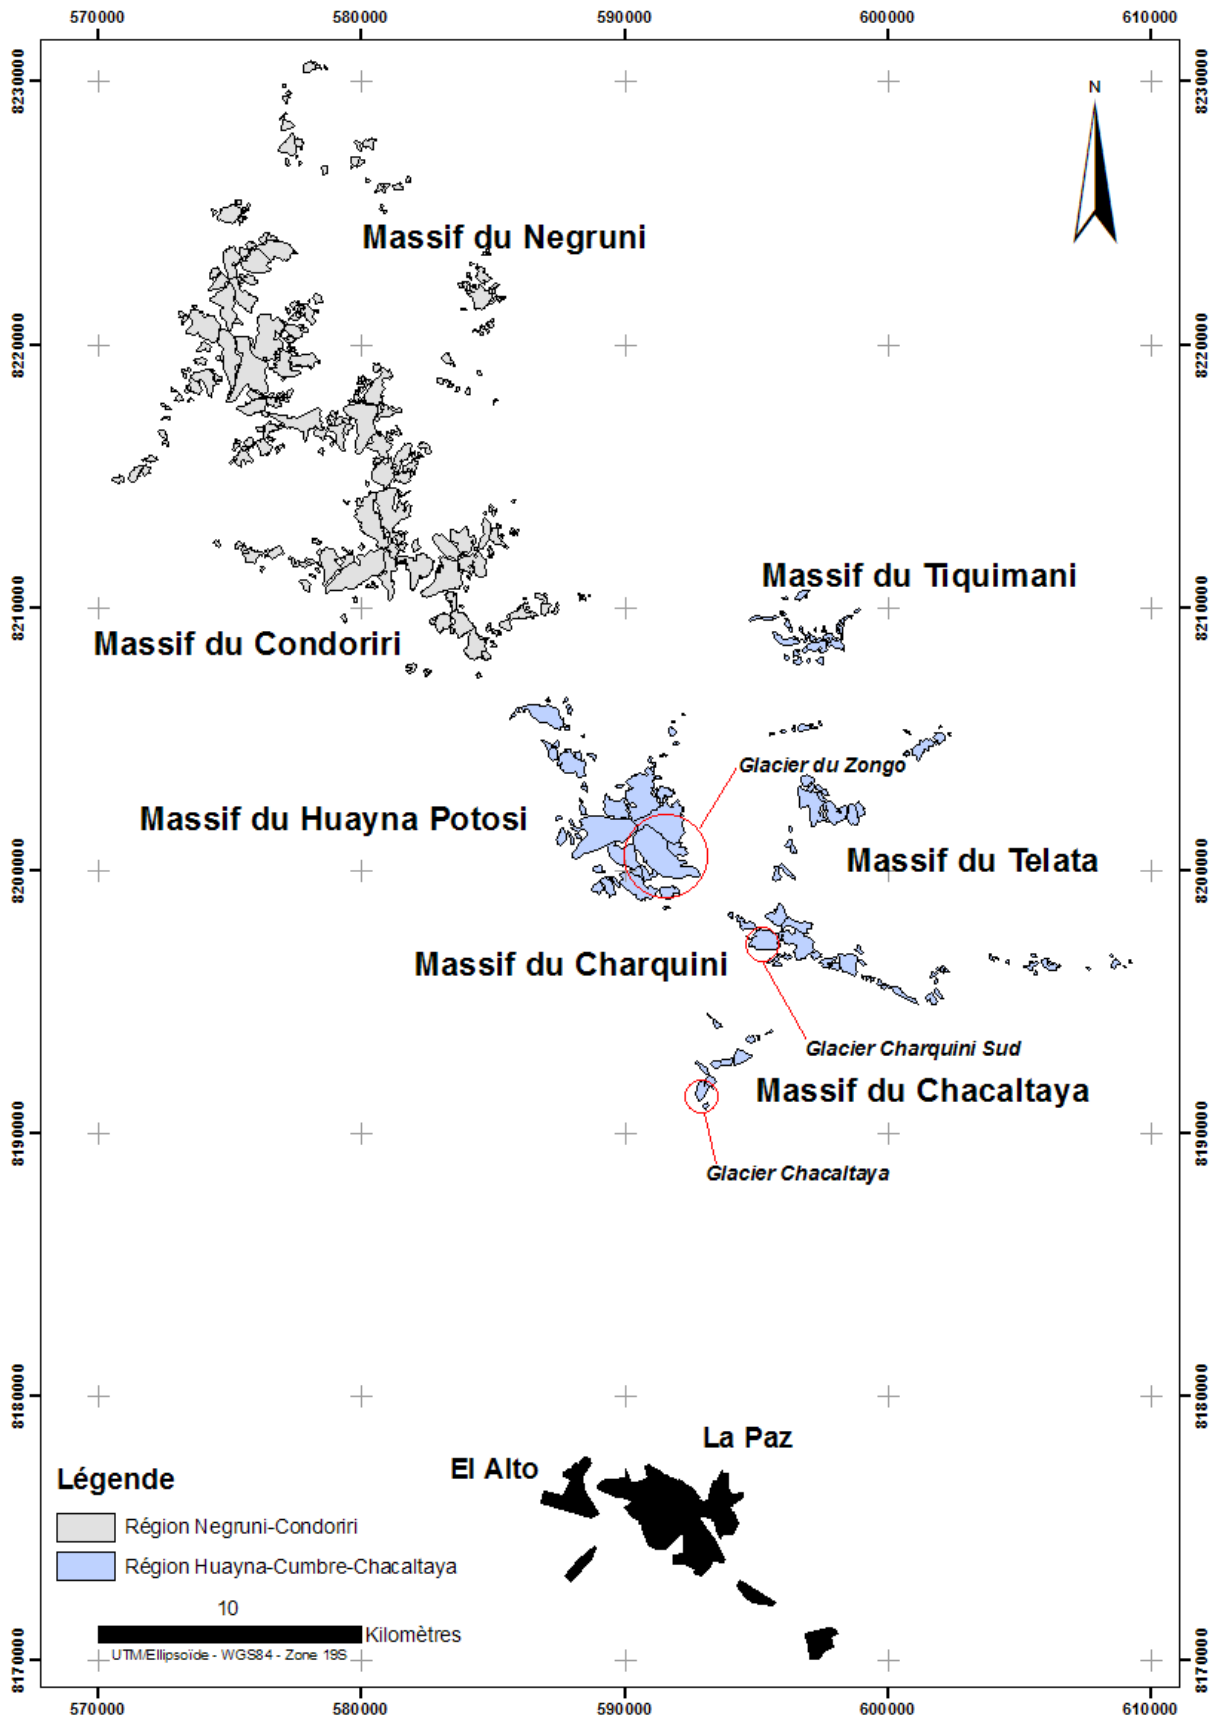 570000 580000 590000 600000 610000
8230000 8230000
N
Massif du Negruni
8220000 8220000
Massif du Tiquimani
8210000 8210000
Massif du Condoriri
Glacier du Zongo
Massif du Huayna Potosi
Massif du Telata
8200000 8200000
Massif du Charquini
Glacier Charquini Sud
Massif du Chacaltaya
8190000 8190000
Glacier Chacaltaya
8180000 8180000
La Paz
El Alto
Légende
Région Negruni-Condoriri
Région Huayna-Cumbre-Chacaltaya
10
Kilomètres
UTM/Ellipsoïde - WGS84 - Zone 19S
8170000 8170000
570000 580000 590000 600000 610000